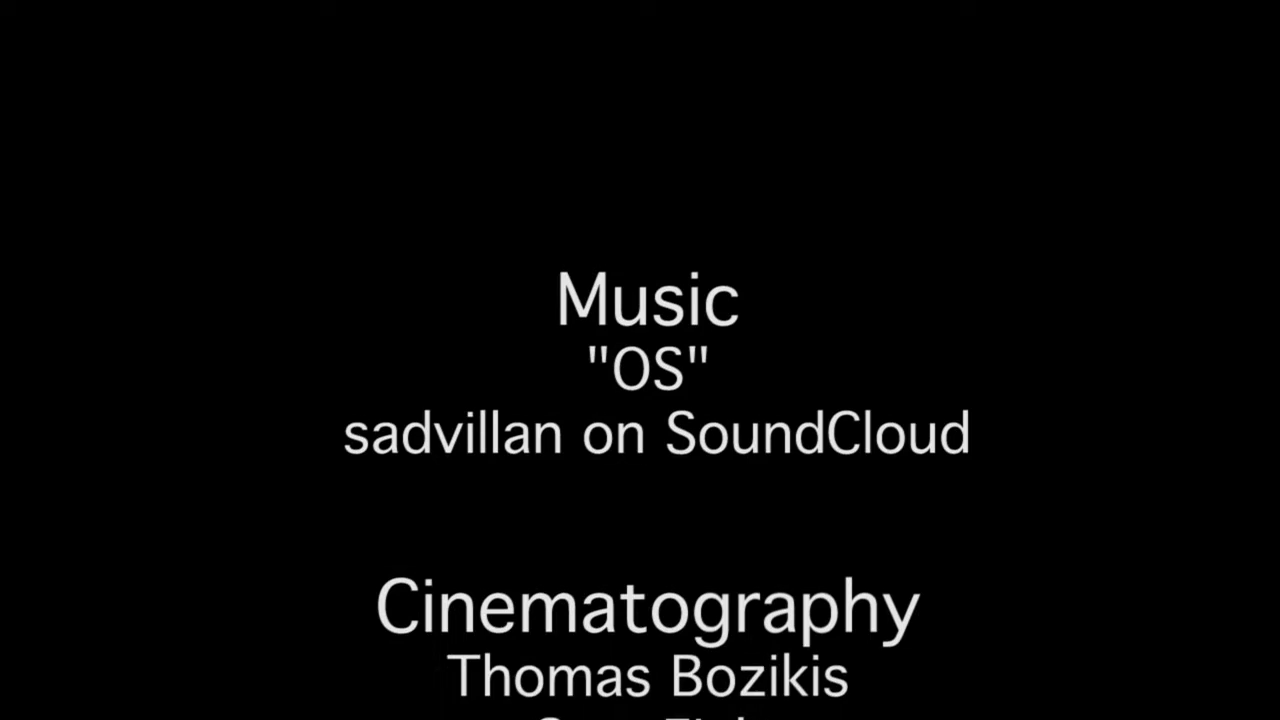 Music
"OS"
sadvillan on SoundCloud
Cinematography
Thomas Bozikis